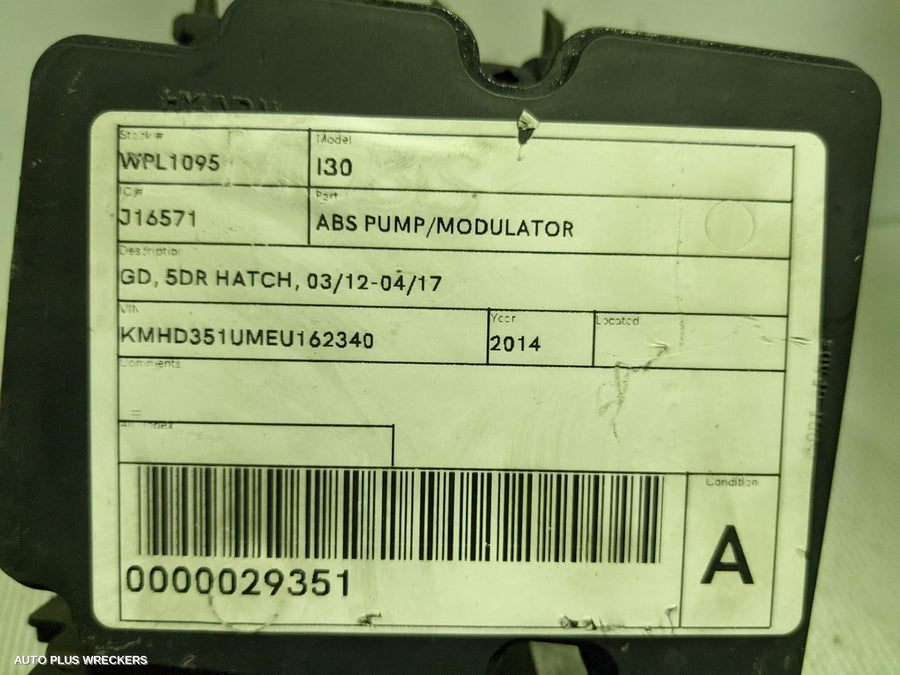 HYUNDAI
Stock # Model
WPL1095 I30
IC# Part
J16571 ABS PUMP/MODULATOR
Description
GD, 5DR HATCH, 03/12-04/17
VIN Year Located
KMHD351UMEU162340 2014
Comments
Condition
A
0000029351
AUTO PLUS WRECKERS